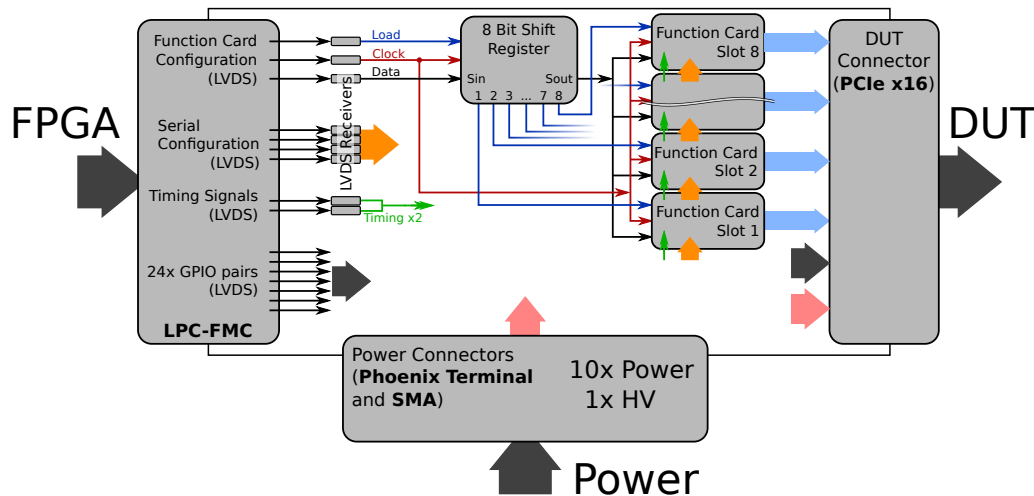 FPGA
Function Card
Configuration
(LVDS)
Serial
Configuration
(LVDS)
Timing Signals
(LVDS)
24x GPIO pairs
(LVDS)
LPC-FMC
Load
Clock
Data
LVDS Receivers
Timing x2
8 Bit Shift
Register
Sin
Sout
1 2 3 ... 7 8
Function Card
Slot 8
Function Card
Slot 2
Function Card
Slot 1
DUT
Connector
(PCIe x16)
DUT
Power Connectors
(Phoenix Terminal
and SMA)
10x Power
1x HV
Power